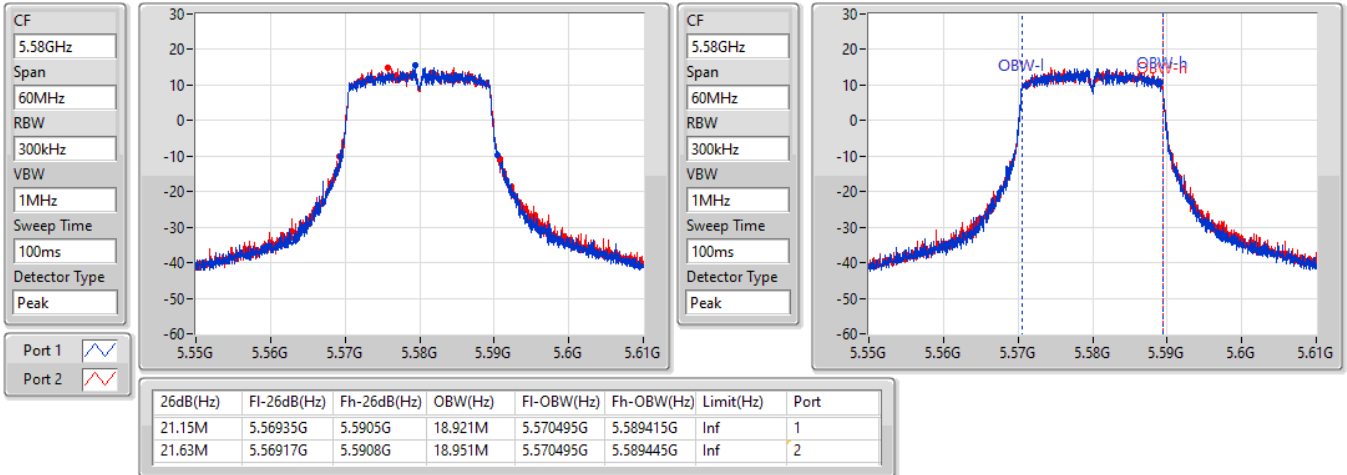 CF
5.58GHz
Span
60MHz
RBW
300kHz
VBW
1MHz
Sweep Time
100ms
Detector Type
Peak
30
20
10
0
-10
-20
-30
-40
-50
-60
5.55G 5.56G 5.57G 5.58G 5.59G 5.6G 5.61G
CF
5.58GHz
Span
60MHz
RBW
300kHz
VBW
1MHz
Sweep Time
100ms
Detector Type
Peak
30
20
10
0
-10
-20
-30
-40
-50
-60
OBW-l OBW-h
OBW-h
5.55G 5.56G 5.57G 5.58G 5.59G 5.6G 5.61G
Port 1
Port 2
26dB(Hz) Fl-26dB(Hz) Fh-26dB(Hz) OBW(Hz) Fl-OBW(Hz) Fh-OBW(Hz) Limit(Hz) Port
21.15M 5.56935G 5.5905G 18.921M 5.570495G 5.589415G Inf 1
21.63M 5.56917G 5.5908G 18.951M 5.570495G 5.589445G Inf 2